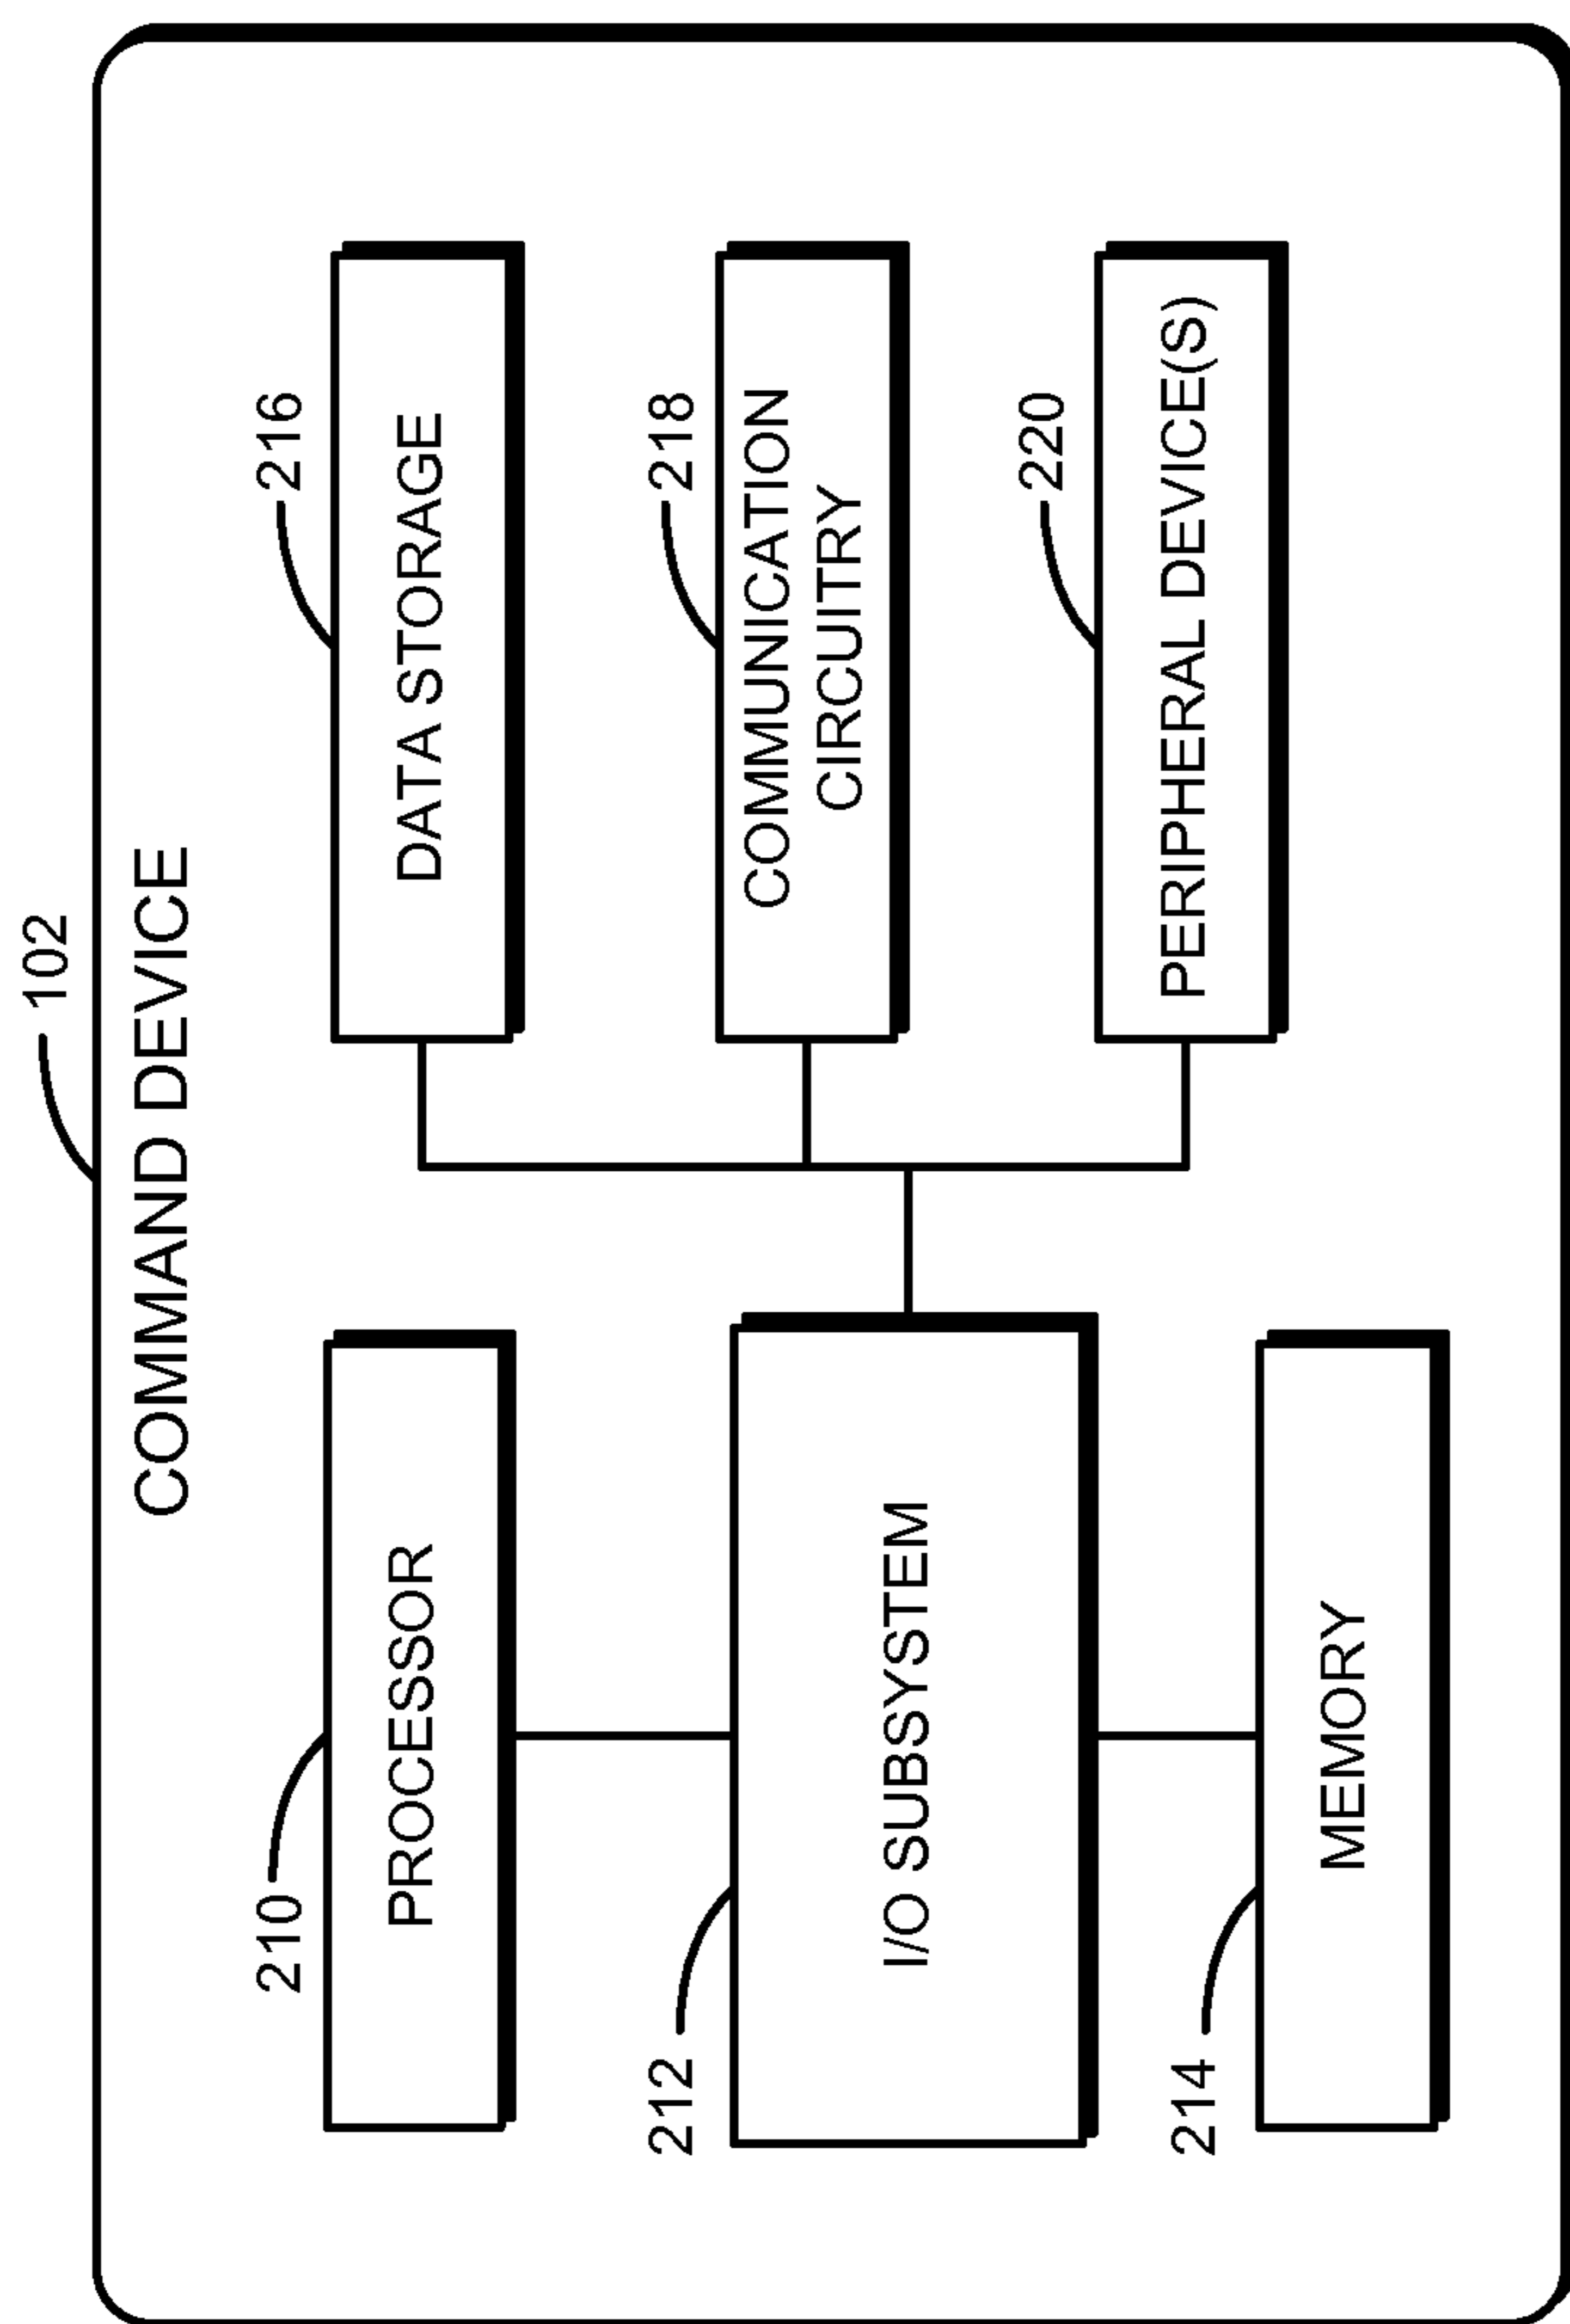 102
COMMAND DEVICE
210
PROCESSOR
212
I/O SUBSYSTEM
214
MEMORY
216
DATA STORAGE
218
COMMUNICATION
CIRCUITRY
220
PERIPHERAL DEVICE(S)